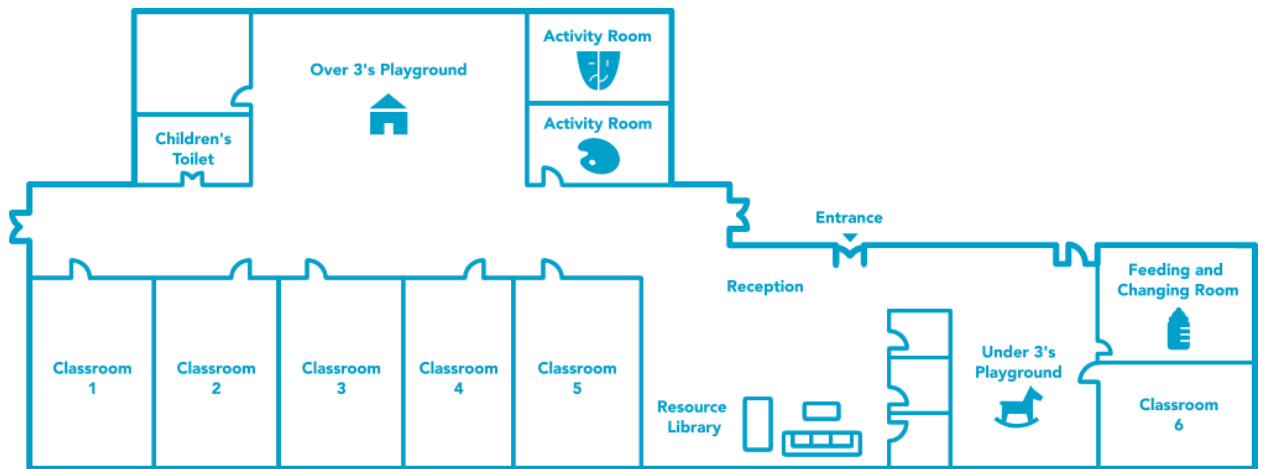 Activity Room
Over 3's Playground
Activity Room
Children's
Toilet
Entrance
Reception
Feeding and
Changing Room
Classroom
1
Classroom
2
Classroom
3
Classroom
4
Classroom
5
Resource
Library
Under 3's
Playground
Classroom
6